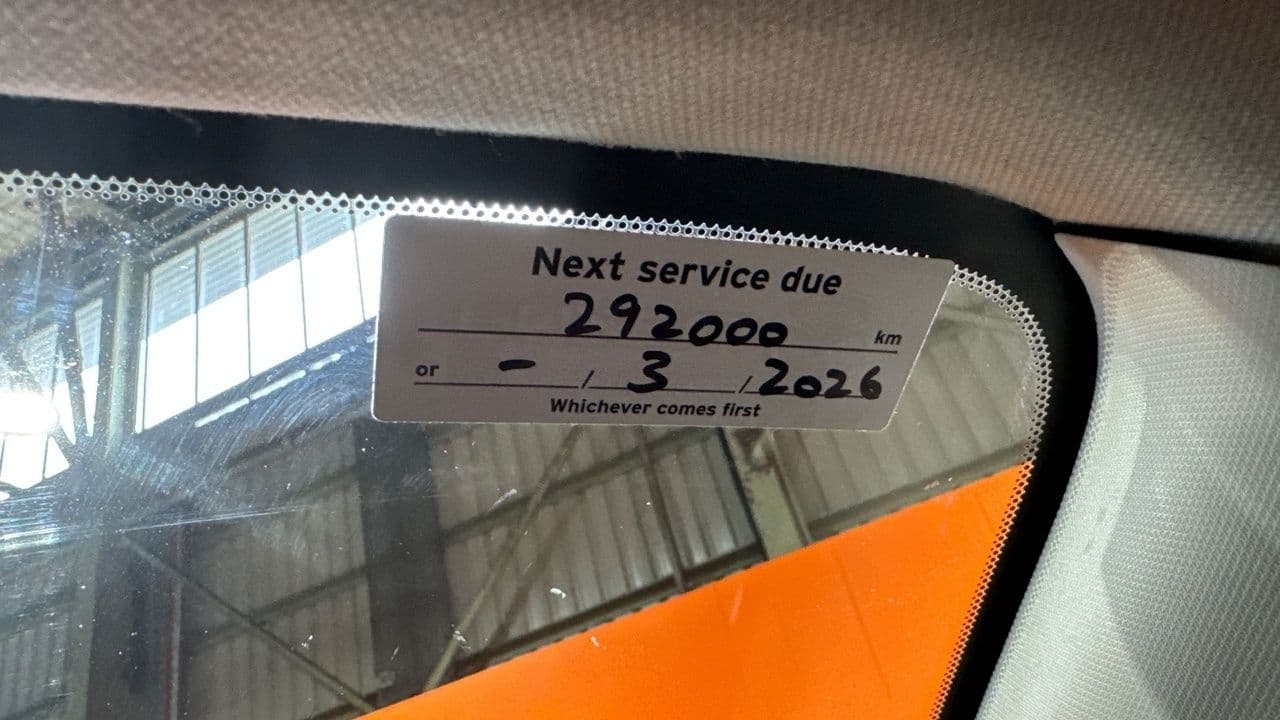 Next service due
292000 km
or - / 3 / 2026
Whichever comes first